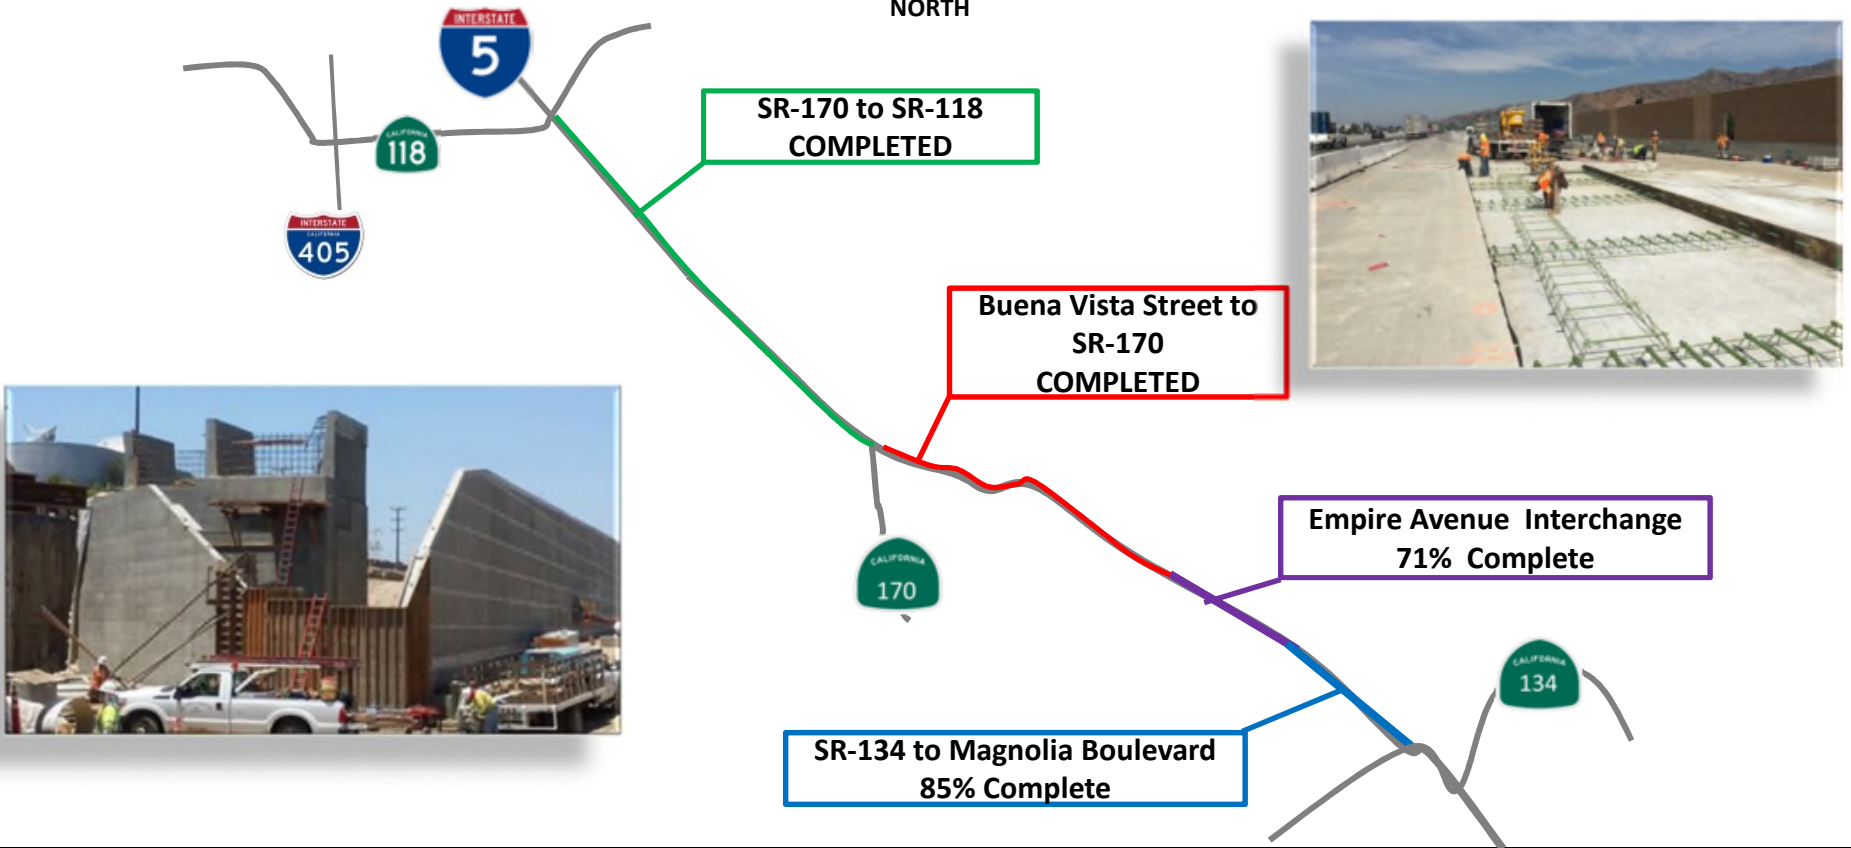 NORTH
INTERSTATE
5
SR-170 to SR-118
COMPLETED
CALIFORNIA
118
INTERSTATE
CALIFORNIA
405
Buena Vista Street to
SR-170
COMPLETED
Empire Avenue Interchange
71% Complete
CALIFORNIA
170
CALIFORNIA
134
SR-134 to Magnolia Boulevard
85% Complete